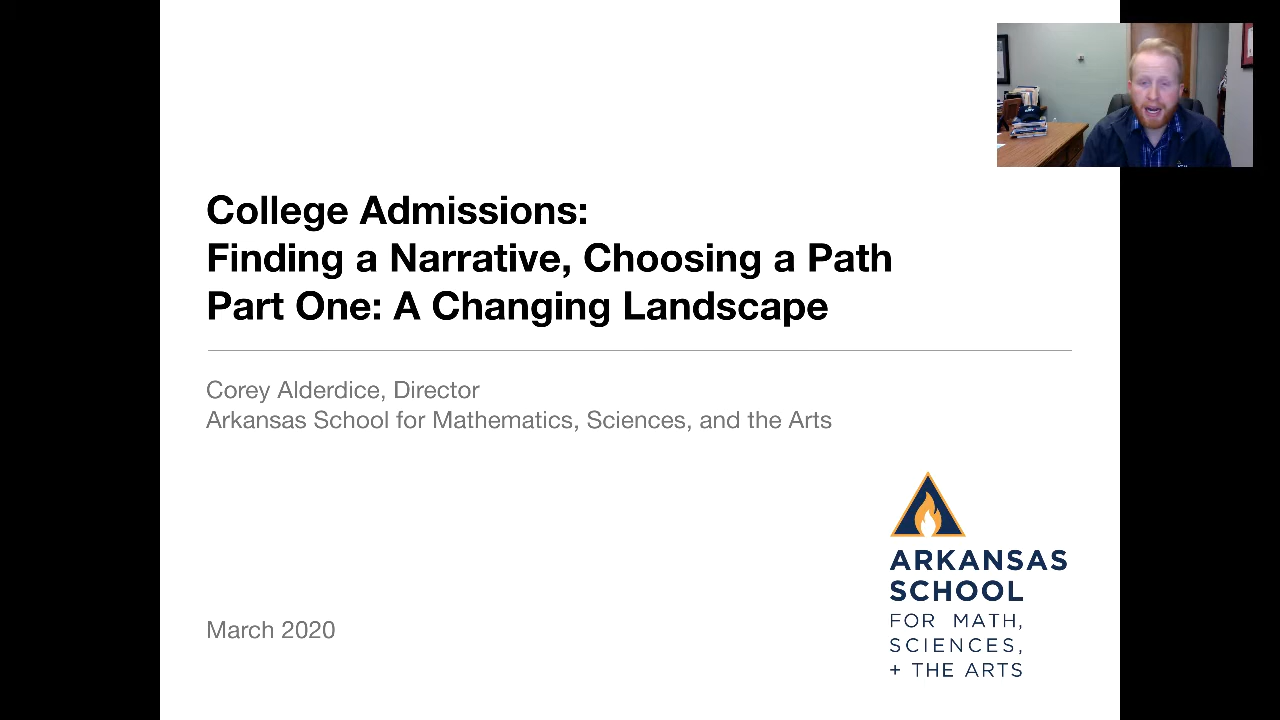 College Admissions:
Finding a Narrative, Choosing a Path
Part One: A Changing Landscape
Corey Alderdice, Director
Arkansas School for Mathematics, Sciences, and the Arts
March 2020
ARKANSAS
SCHOOL
FOR MATH,
SCIENCES,
+ THE ARTS